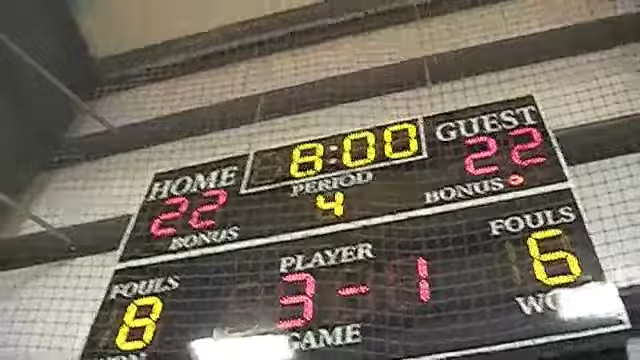 HOME 8:00 GUEST
22 PERIOD 22
BONUS 4 BONUS
FOULS PLAYER FOULS
8 3-1 6
GAME